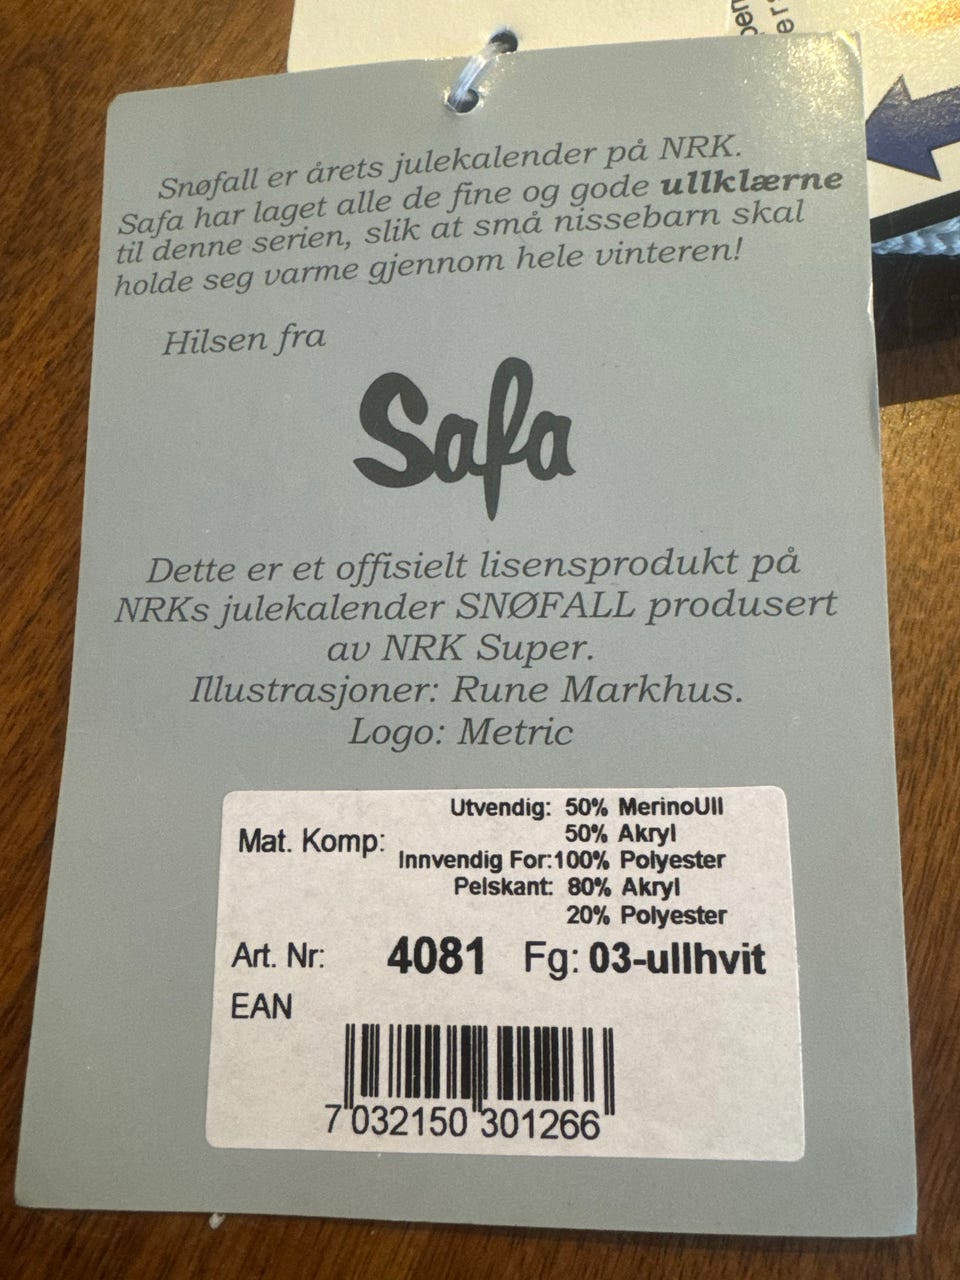 Snøfall er årets julekalender på NRK.
Safa har laget alle de fine og gode ullklærne
til denne serien, slik at små nissebarn skal
holde seg varme gjennom hele vinteren!
Hilsen fra
Safa
Dette er et offisielt lisensprodukt på
NRKs julekalender SNØFALL produsert
av NRK Super.
Illustrasjoner: Rune Markhus.
Logo: Metric
Mat. Komp:
Utvendig: 50% MerinoUll
50% Akryl
Innvendig For:100% Polyester
Pelskant: 80% Akryl
20% Polyester
Art. Nr: 4081 Fg: 03-ullhvit
EAN
7 032150 301266